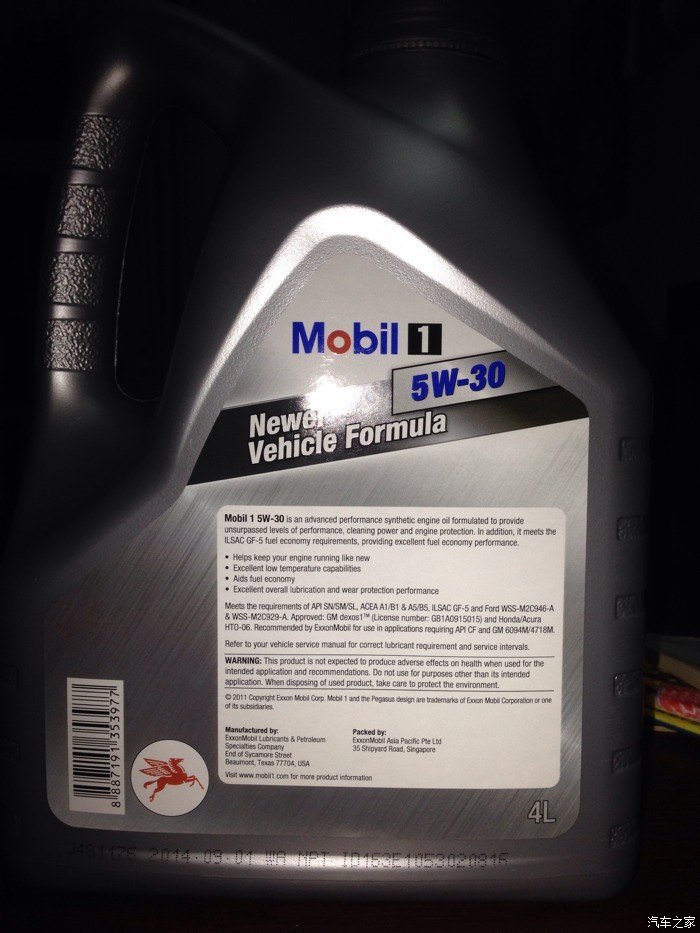 Mobil 1
5W-30
Newer
Vehicle Formula
Mobil 1 5W-30 is an advanced performance synthetic engine oil formulated to provide
unsurpassed levels of performance, cleaning power and engine protection. In addition, it meets the
ILSAC GF-5 fuel economy requirements, providing excellent fuel economy performance.
• Helps keep your engine running like new
• Excellent low temperature capabilities
• Aids fuel economy
• Excellent overall lubrication and wear protection performance
Meets the requirements of API SN/SM/SL, ACEA A1/B1 & A5/B5, ILSAC GF-5 and Ford WSS-M2C946-A
& WSS-M2C929-A. Approved: GM dexos1™ (License number: GB1A0915015) and Honda/Acura
HTO-06. Recommended by ExxonMobil for use in applications requiring API CF and GM 6094M/4718M.
Refer to your vehicle service manual for correct lubricant requirement and service intervals.
WARNING: This product is not expected to produce adverse effects on health when used for the
intended application and recommendations. Do not use for purposes other than its intended
application. When disposing of used product, take care to protect the environment.
© 2011 Copyright Exxon Mobil Corp. Mobil 1 and the Pegasus design are trademarks of Exxon Mobil Corporation or one
of its subsidiaries.
Manufactured by:
ExxonMobil Lubricants & Petroleum
Specialties Company
End of Sycamore Street
Beaumont, Texas 77704, USA
Packed by:
ExxonMobil Asia Pacific Pte Ltd
35 Shipyard Road, Singapore
Visit www.mobil1.com for more product information
8 887191 353977
4L
2014.09.01 WA NPT
汽车之家